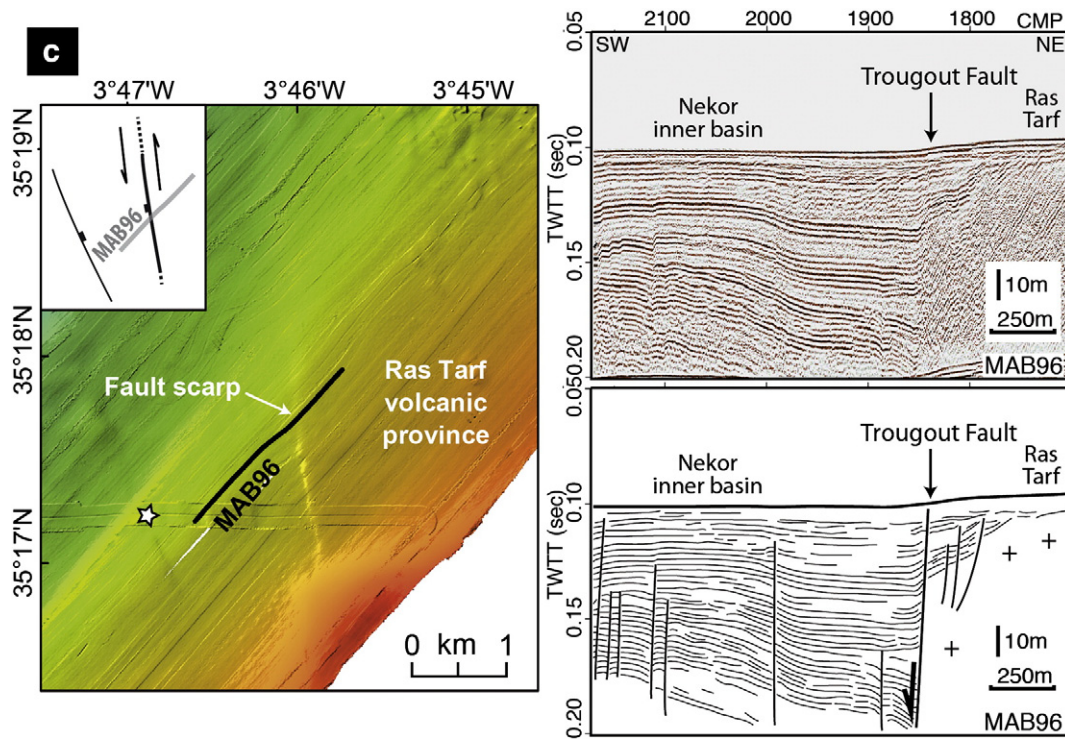 c
3°47'W
3°46'W
3°45'W
35°19'N
35°18'N
35°17'N
MAB96
Fault scarp
Ras Tarf
volcanic
province
MAB96
0 km 1
2100 2000 1900 1800 CMP
SW NE
Trougout Fault
Nekor
inner basin
Ras
Tarf
TWTT (sec)
0.05
0.10
0.15
0.20
10m
250m
MAB96
0.05
Trougout Fault
Nekor
inner basin
Ras
Tarf
TWTT (sec)
0.10
0.15
0.20
10m
250m
MAB96